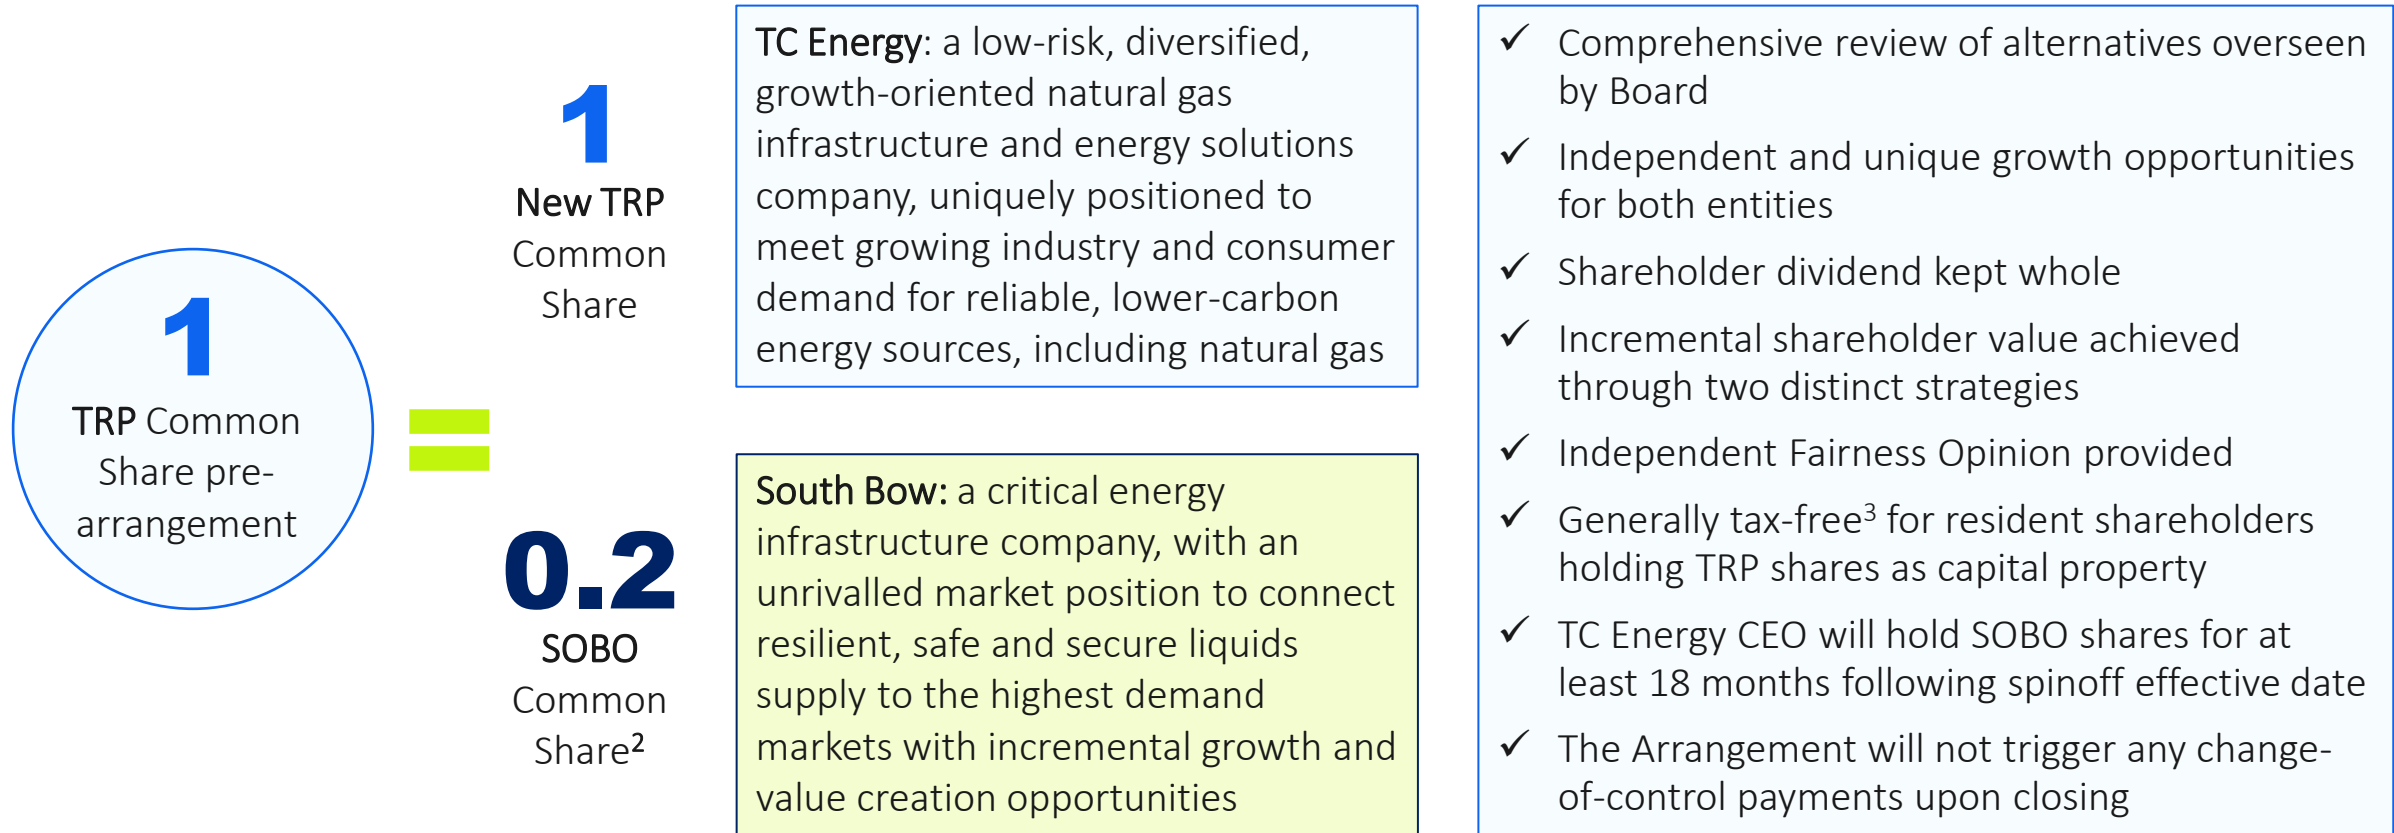 1
TRP Common
Share pre-
arrangement
=
1
New TRP
Common
Share
0.2
SOBO
Common
Share²
TC Energy: a low-risk, diversified,
growth-oriented natural gas
infrastructure and energy solutions
company, uniquely positioned to
meet growing industry and consumer
demand for reliable, lower-carbon
energy sources, including natural gas
South Bow: a critical energy
infrastructure company, with an
unrivalled market position to connect
resilient, safe and secure liquids
supply to the highest demand
markets with incremental growth and
value creation opportunities
✓ Comprehensive review of alternatives overseen
by Board
✓ Independent and unique growth opportunities
for both entities
✓ Shareholder dividend kept whole
✓ Incremental shareholder value achieved
through two distinct strategies
✓ Independent Fairness Opinion provided
✓ Generally tax-free³ for resident shareholders
holding TRP shares as capital property
✓ TC Energy CEO will hold SOBO shares for at
least 18 months following spinoff effective date
✓ The Arrangement will not trigger any change-
of-control payments upon closing